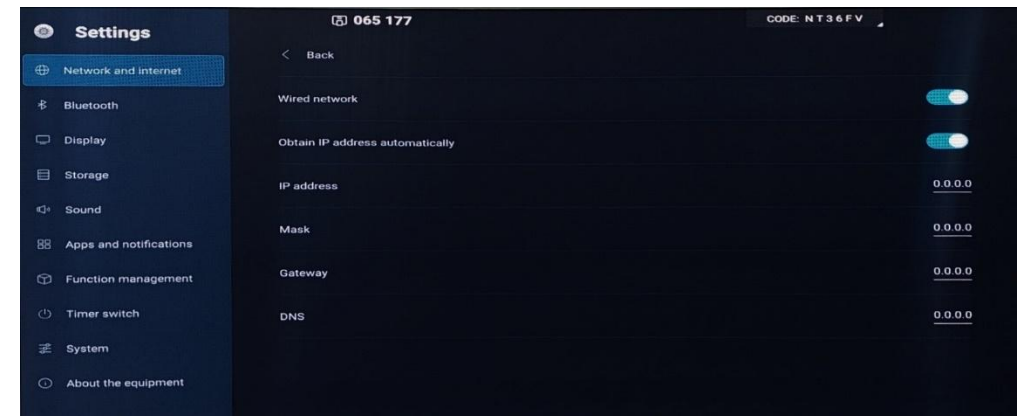 Settings
Network and internet
Bluetooth
Display
Storage
Sound
Apps and notifications
Function management
Timer switch
System
About the equipment
065 177
CODE: NT36FV
< Back
Wired network
Obtain IP address automatically
IP address 0.0.0.0
Mask 0.0.0.0
Gateway 0.0.0.0
DNS 0.0.0.0